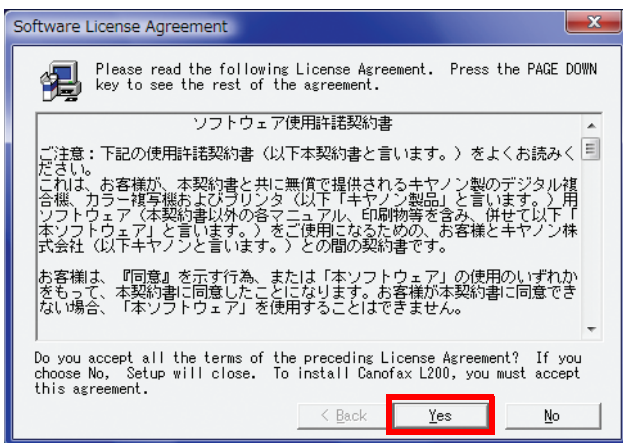 Software License Agreement
Please read the following License Agreement. Press the PAGE DOWN
key to see the rest of the agreement.
ソフトウェア使用許諾契約書
ご注意：下記の使用許諾契約書（以下本契約書と言います。）をよくお読みく
ださい。
これは、お客様が、本契約書と共に無償で提供されるキヤノン製のデジタル複
合機、カラー複写機およびプリンタ（以下「キヤノン製品」と言います。）用
ソフトウェア（本契約書以外の各マニュアル、印刷物等を含み、併せて以下「
本ソフトウェア」と言います。）をご使用になるための、お客様とキヤノン株
式会社（以下キヤノンと言います。）との間の契約書です。
お客様は、『同意』を示す行為、または「本ソフトウェア」の使用のいずれか
をもって、本契約書に同意したことになります。お客様が本契約書に同意でき
ない場合、「本ソフトウェア」を使用することはできません。
Do you accept all the terms of the preceding License Agreement? If you
choose No, Setup will close. To install Canofax L200, you must accept
this agreement.
< Back Yes No